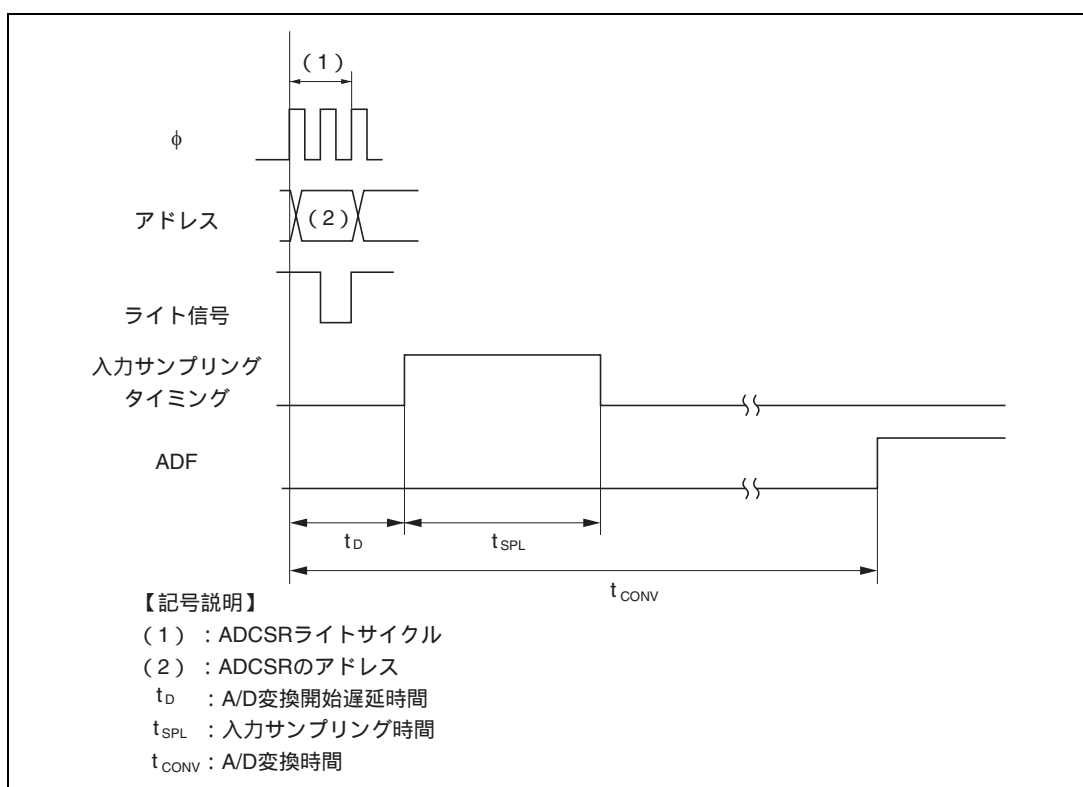 （1）
φ
アドレス
（2）
ライト信号
入力サンプリング
タイミング
ADF
tD
tSPL
tCONV
【記号説明】
（1）：ADCSRライトサイクル
（2）：ADCSRのアドレス
tD：A/D変換開始遅延時間
tSPL：入力サンプリング時間
tCONV：A/D変換時間